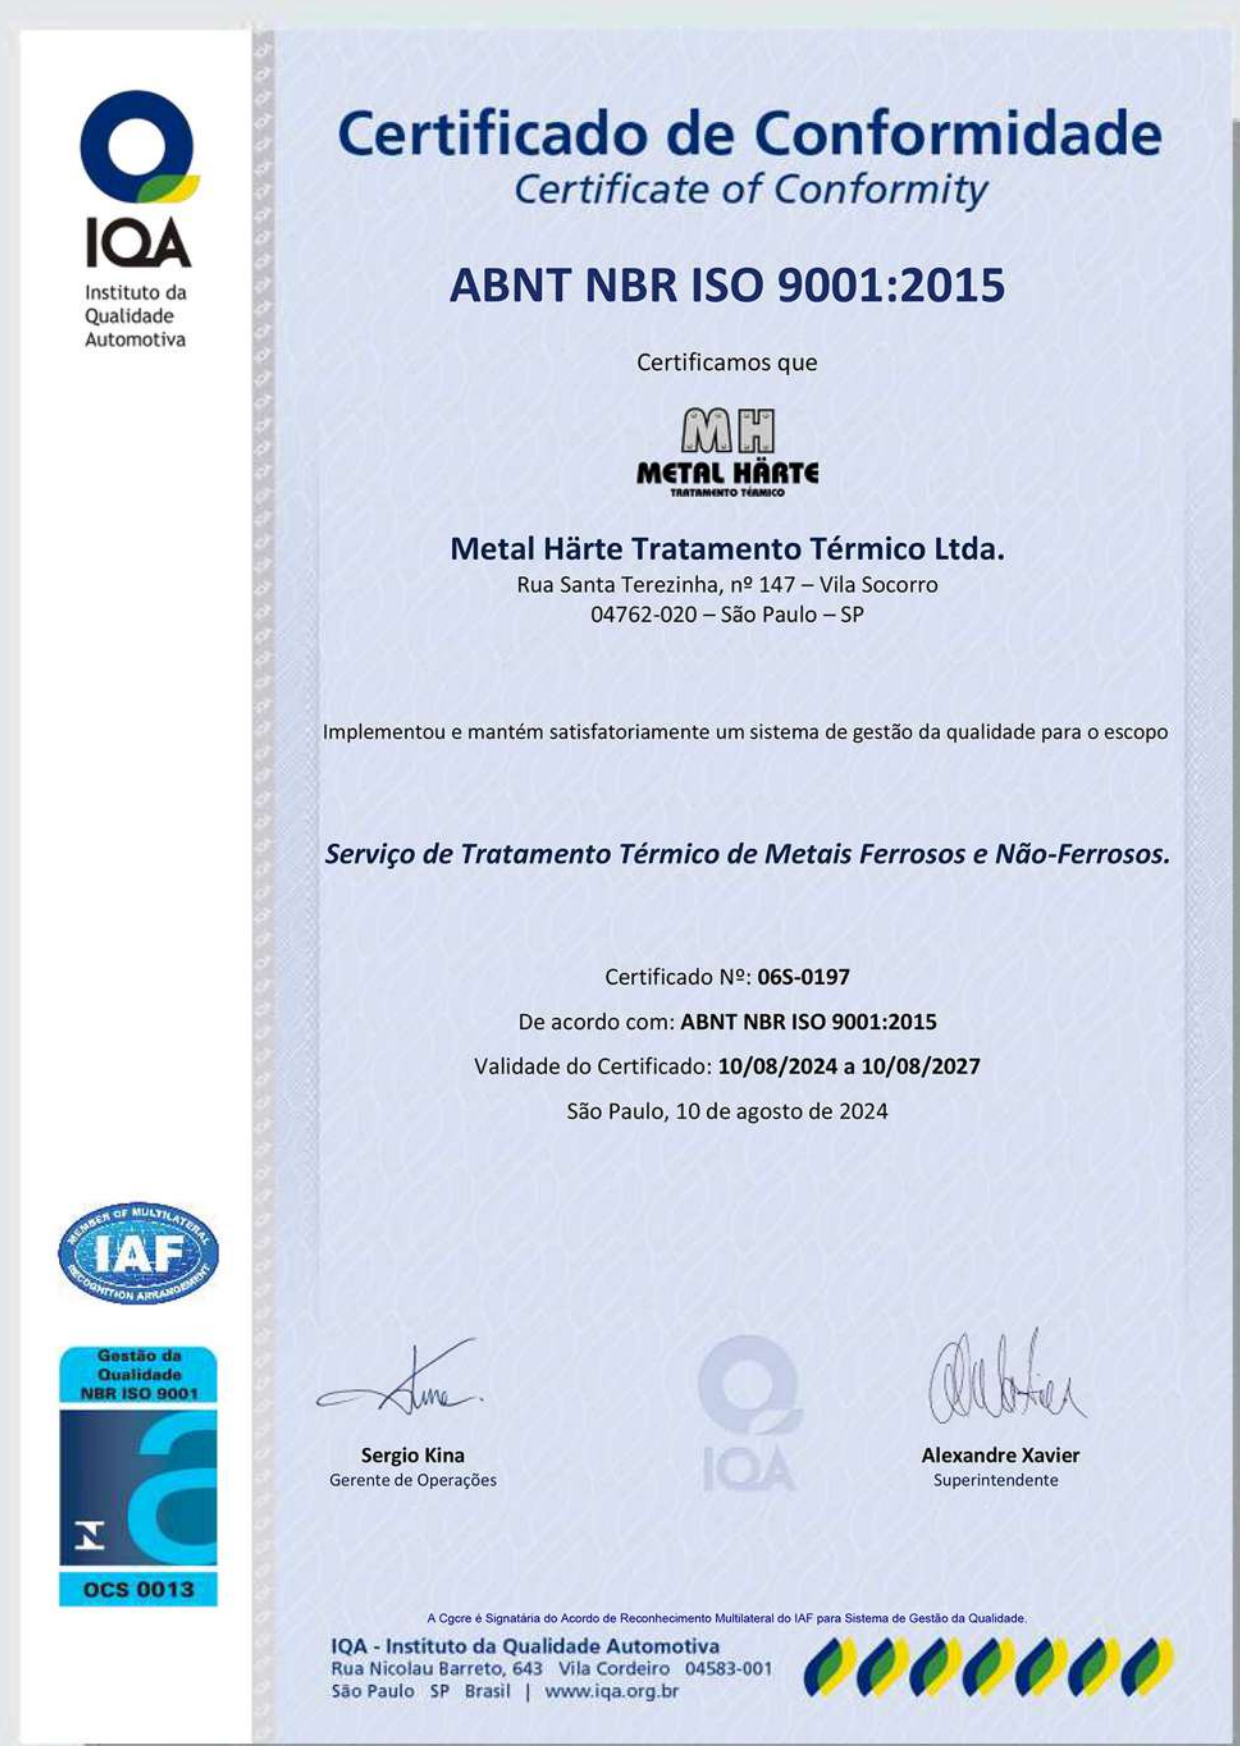 Certificado de Conformidade
Certificate of Conformity
IQA
Instituto da
Qualidade
Automotiva
ABNT NBR ISO 9001:2015
Certificamos que
MH
METAL HÄRTE
TRATAMENTO TÉRMICO
Metal Härte Tratamento Térmico Ltda.
Rua Santa Terezinha, nº 147 – Vila Socorro
04762-020 – São Paulo – SP
Implementou e mantém satisfatoriamente um sistema de gestão da qualidade para o escopo
Serviço de Tratamento Térmico de Metais Ferrosos e Não-Ferrosos.
Certificado Nº: 06S-0197
De acordo com: ABNT NBR ISO 9001:2015
Validade do Certificado: 10/08/2024 a 10/08/2027
São Paulo, 10 de agosto de 2024
MEMBER OF MULTILATERAL
IAF
RECOGNITION ARRANGEMENT
Gestão da
Qualidade
NBR ISO 9001
OCS 0013
IQA
Sergio Kina
Gerente de Operações
Alexandre Xavier
Superintendente
A Cgcre é Signatária do Acordo de Reconhecimento Multilateral do IAF para Sistema de Gestão da Qualidade.
IQA - Instituto da Qualidade Automotiva
Rua Nicolau Barreto, 643 Vila Cordeiro 04583-001
São Paulo SP Brasil | www.iqa.org.br